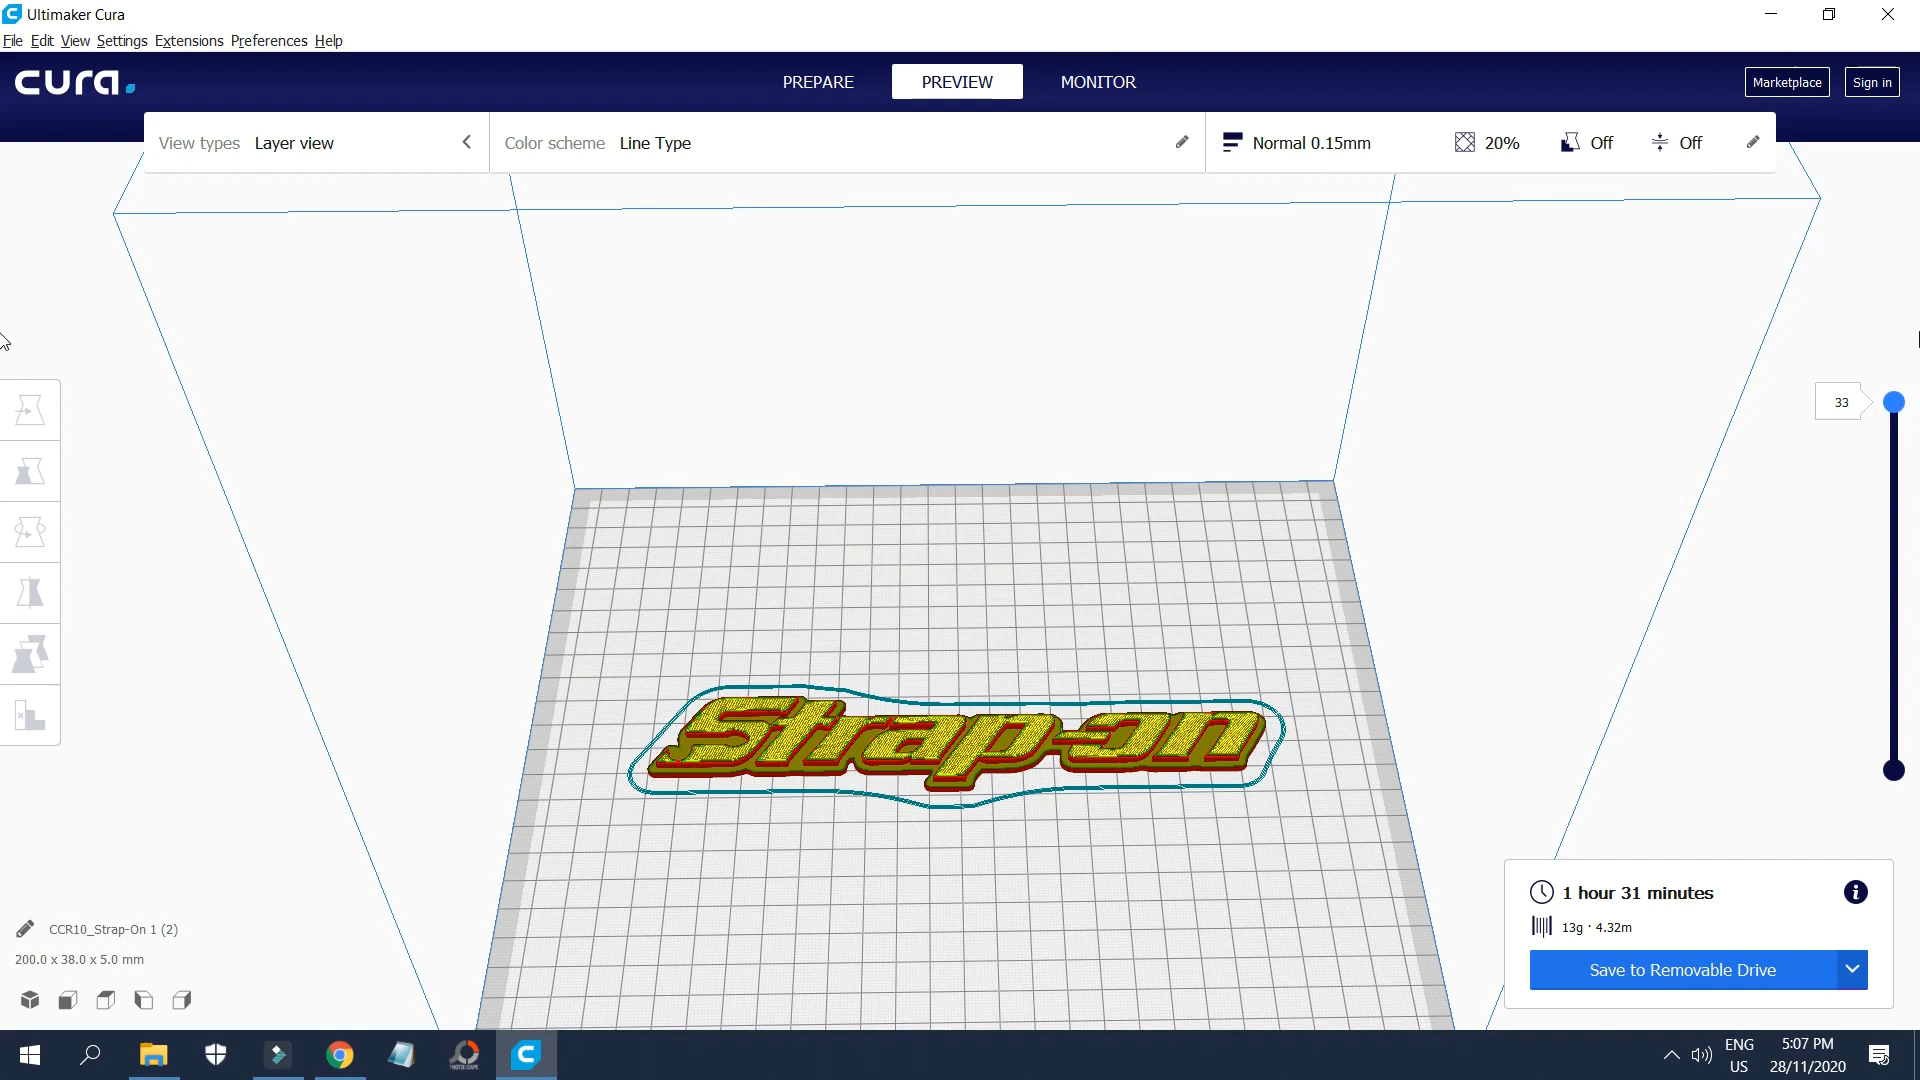 Ultimaker Cura
File Edit View Settings Extensions Preferences Help
cura.
PREPARE PREVIEW MONITOR
Marketplace Sign in
View types Layer view Color scheme Line Type Normal 0.15mm 20% Off Off
33
Strap-on
1 hour 31 minutes
13g · 4.32m
Save to Removable Drive
CCR10_Strap-On 1 (2)
200.0 x 38.0 x 5.0 mm
ENG
US
5:07 PM
28/11/2020